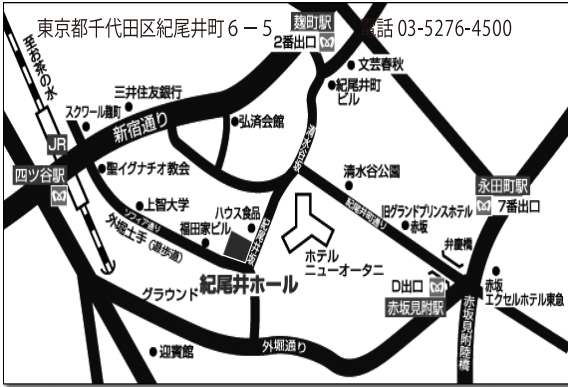 東京都千代田区紀尾井町６－５
電話 03-5276-4500
麹町駅
2番出口
至お茶の水
文芸春秋
三井住友銀行
紀尾井町
ビル
スクワール麹町
新宿通り
弘済会館
JR
四ツ谷駅
聖イグナチオ教会
清水谷公園
永田町駅
7番出口
上智大学
ソフィア通り
ハウス食品
紀尾井町通り
旧グランドプリンスホテル
赤坂
外堀土手（遊歩道）
福田家ビル
弁慶橋
ホテル
ニューオータニ
紀尾井ホール
D出口
赤坂見附駅
赤坂
エクセルホテル東急
グラウンド
外堀通り
迎賓館
赤坂見附陸橋